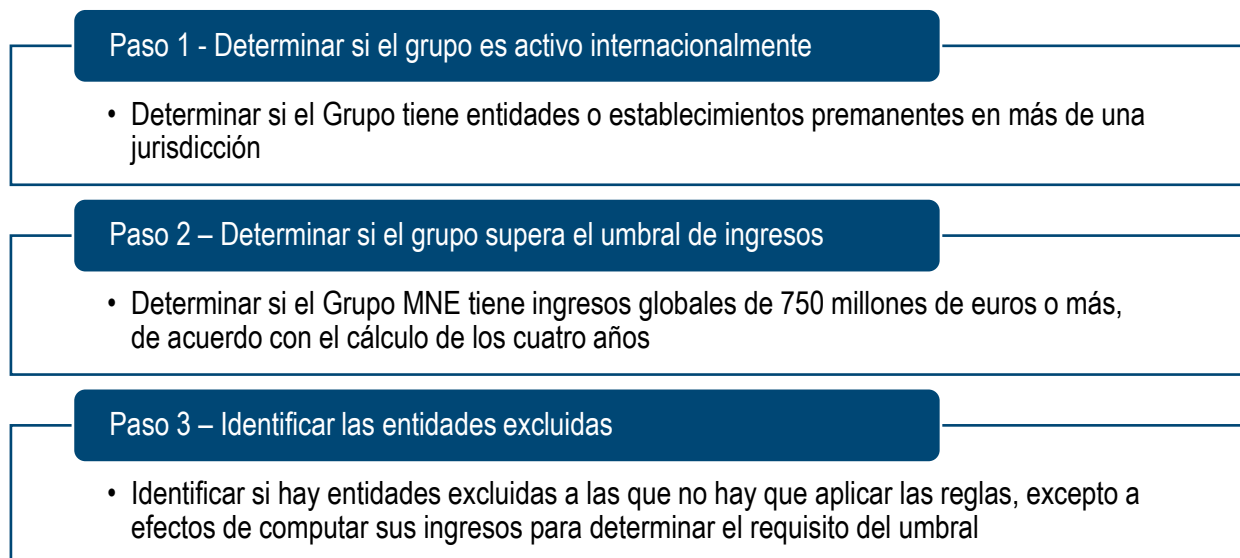 Paso 1 - Determinar si el grupo es activo internacionalmente
• Determinar si el Grupo tiene entidades o establecimientos premanentes en más de una
jurisdicción
Paso 2 – Determinar si el grupo supera el umbral de ingresos
• Determinar si el Grupo MNE tiene ingresos globales de 750 millones de euros o más,
de acuerdo con el cálculo de los cuatro años
Paso 3 – Identificar las entidades excluidas
• Identificar si hay entidades excluidas a las que no hay que aplicar las reglas, excepto a
efectos de computar sus ingresos para determinar el requisito del umbral